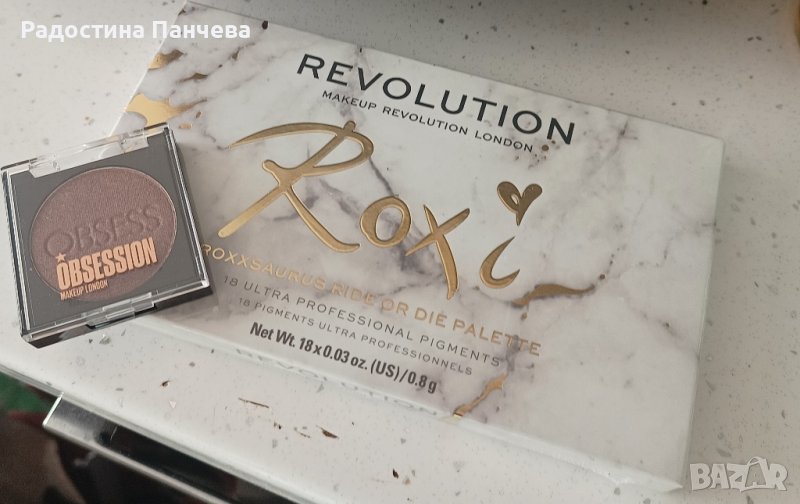 Радостина Панчева
REVOLUTION
MAKEUP REVOLUTION LONDON
Roxi
ROXXSAURUS RIDE OR DIE PALETTE
18 ULTRA PROFESSIONAL PIGMENTS
18 PIGMENTS ULTRA PROFESSIONNELS
Net Wt. 18 x 0.03 oz. (US)/0.8g
REVOLUTION
OBSESS
OBSESSION
MAKEUP LONDON
BAZAR